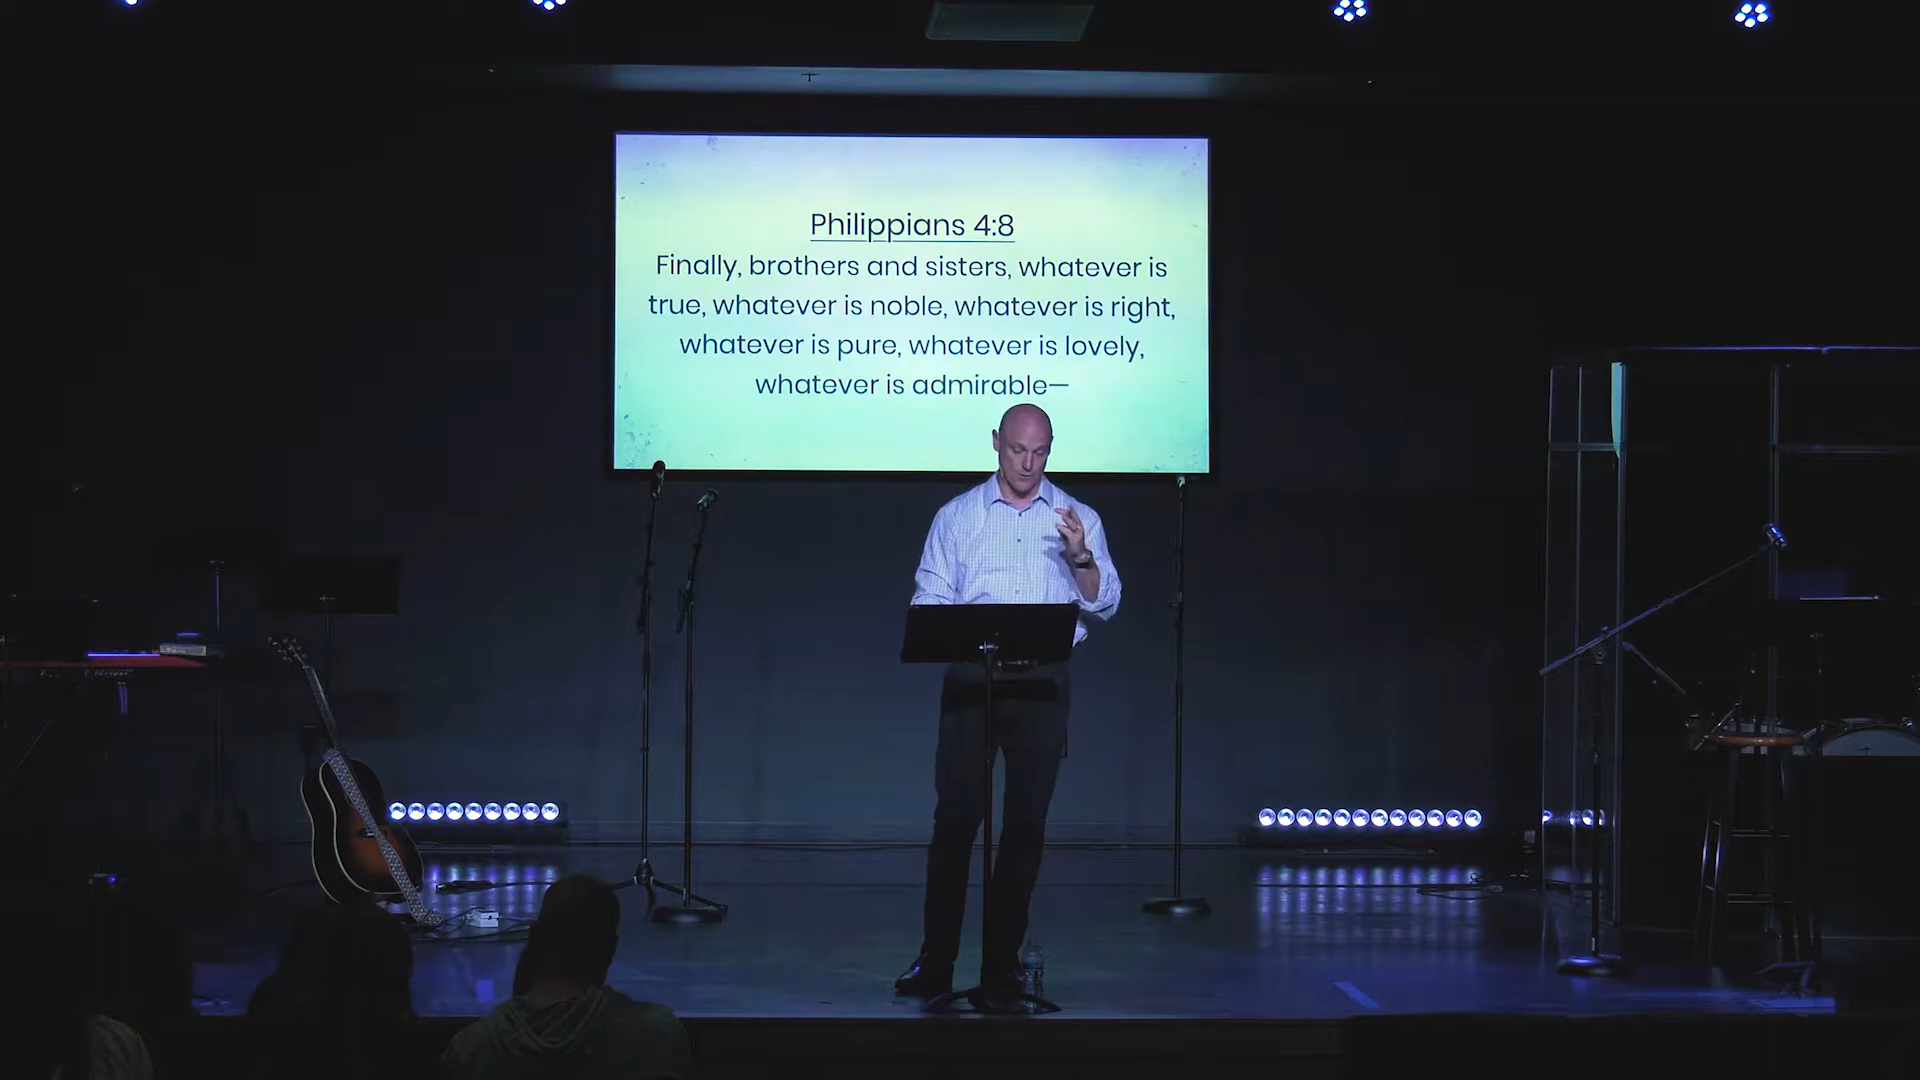 Philippians 4:8
Finally, brothers and sisters, whatever is
true, whatever is noble, whatever is right,
whatever is pure, whatever is lovely,
whatever is admirable—